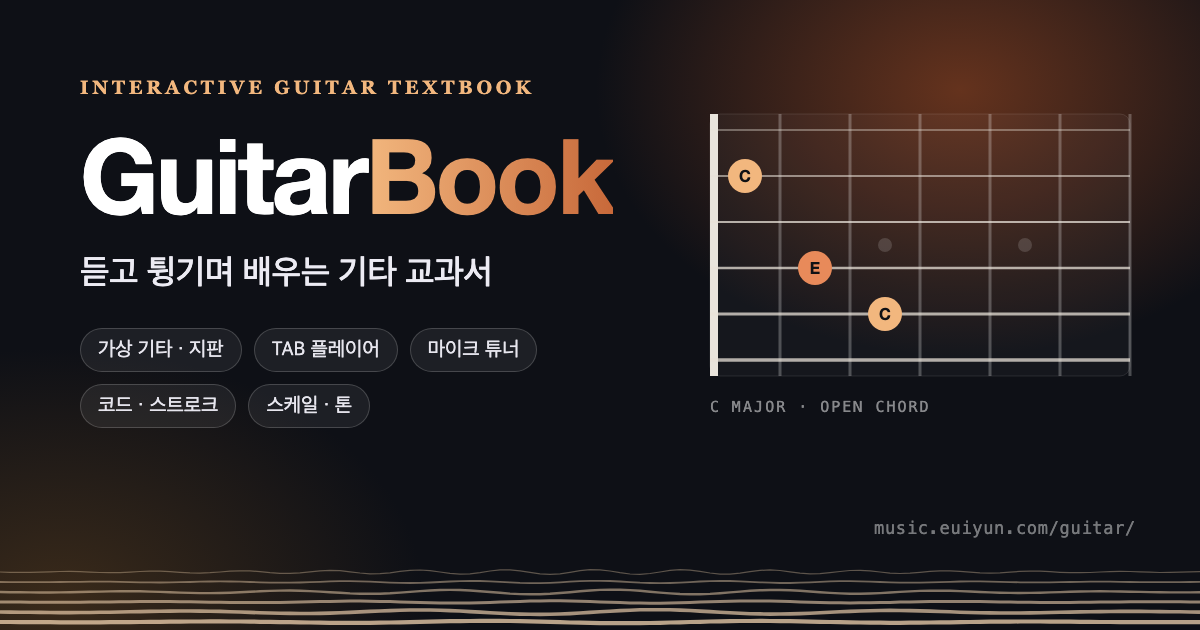 INTERACTIVE GUITAR TEXTBOOK
GuitarBook
듣고 튕기며 배우는 기타 교과서
가상 기타 · 지판
TAB 플레이어
마이크 튜너
코드 · 스트로크
스케일 · 톤
C
E
C
C MAJOR · OPEN CHORD
music.euiyun.com/guitar/